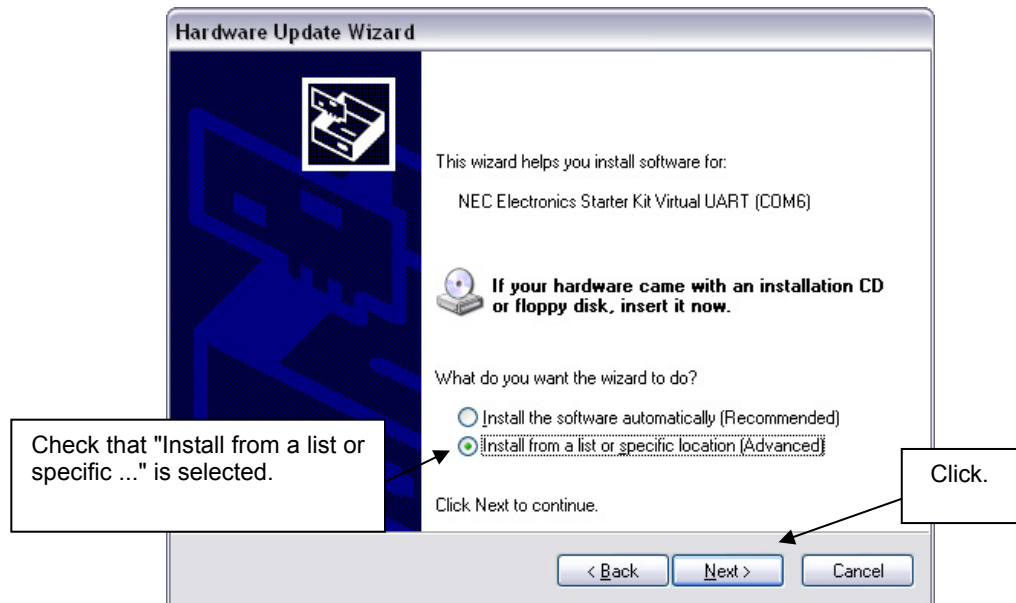 Hardware Update Wizard
This wizard helps you install software for:
NEC Electronics Starter Kit Virtual UART (COM6)
If your hardware came with an installation CD
or floppy disk, insert it now.
What do you want the wizard to do?
Install the software automatically (Recommended)
Install from a list or specific location (Advanced)
Check that "Install from a list or
specific ..." is selected.
Click.
Click Next to continue.
< Back Next > Cancel